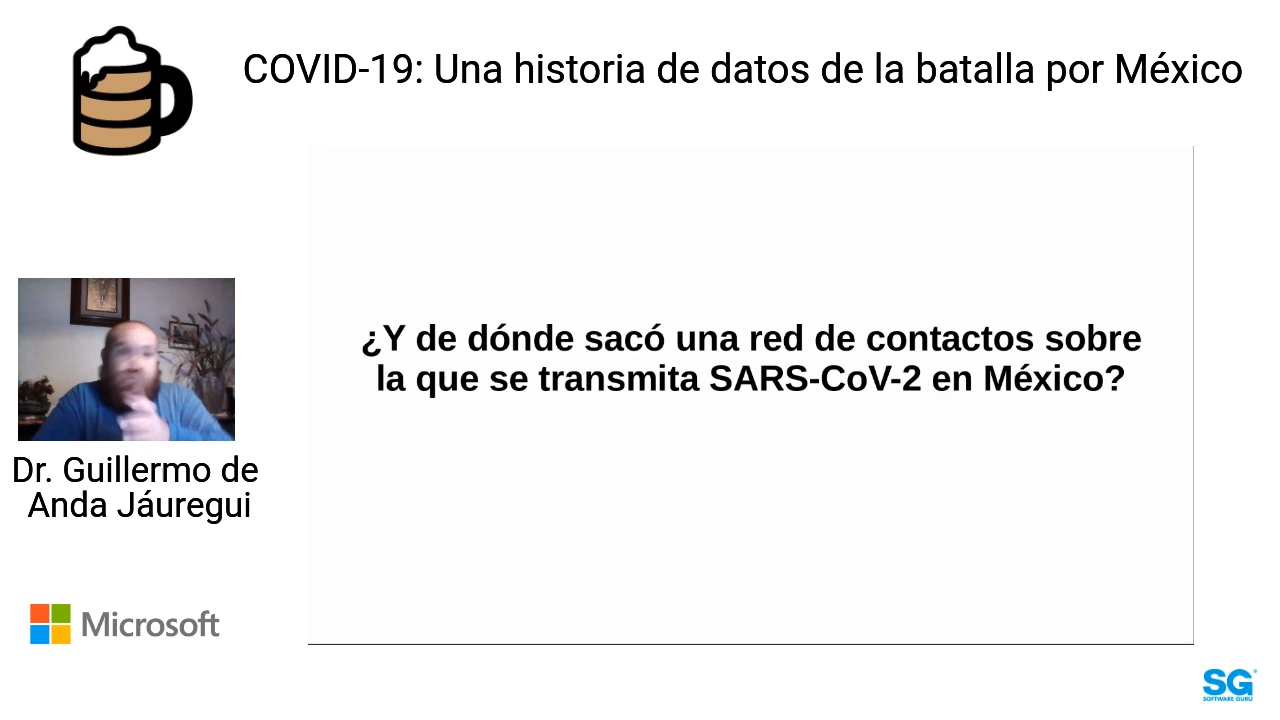 COVID-19: Una historia de datos de la batalla por México
¿Y de dónde sacó una red de contactos sobre
la que se transmita SARS-CoV-2 en México?
Dr. Guillermo de
Anda Jáuregui
Microsoft
SG
SOFTWARE GURU